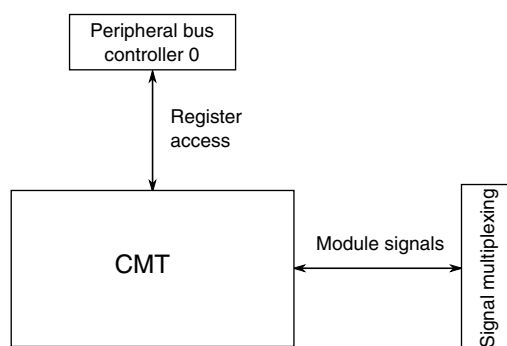 Peripheral bus
controller 0
Register
access
CMT
Module signals
Signal multiplexing